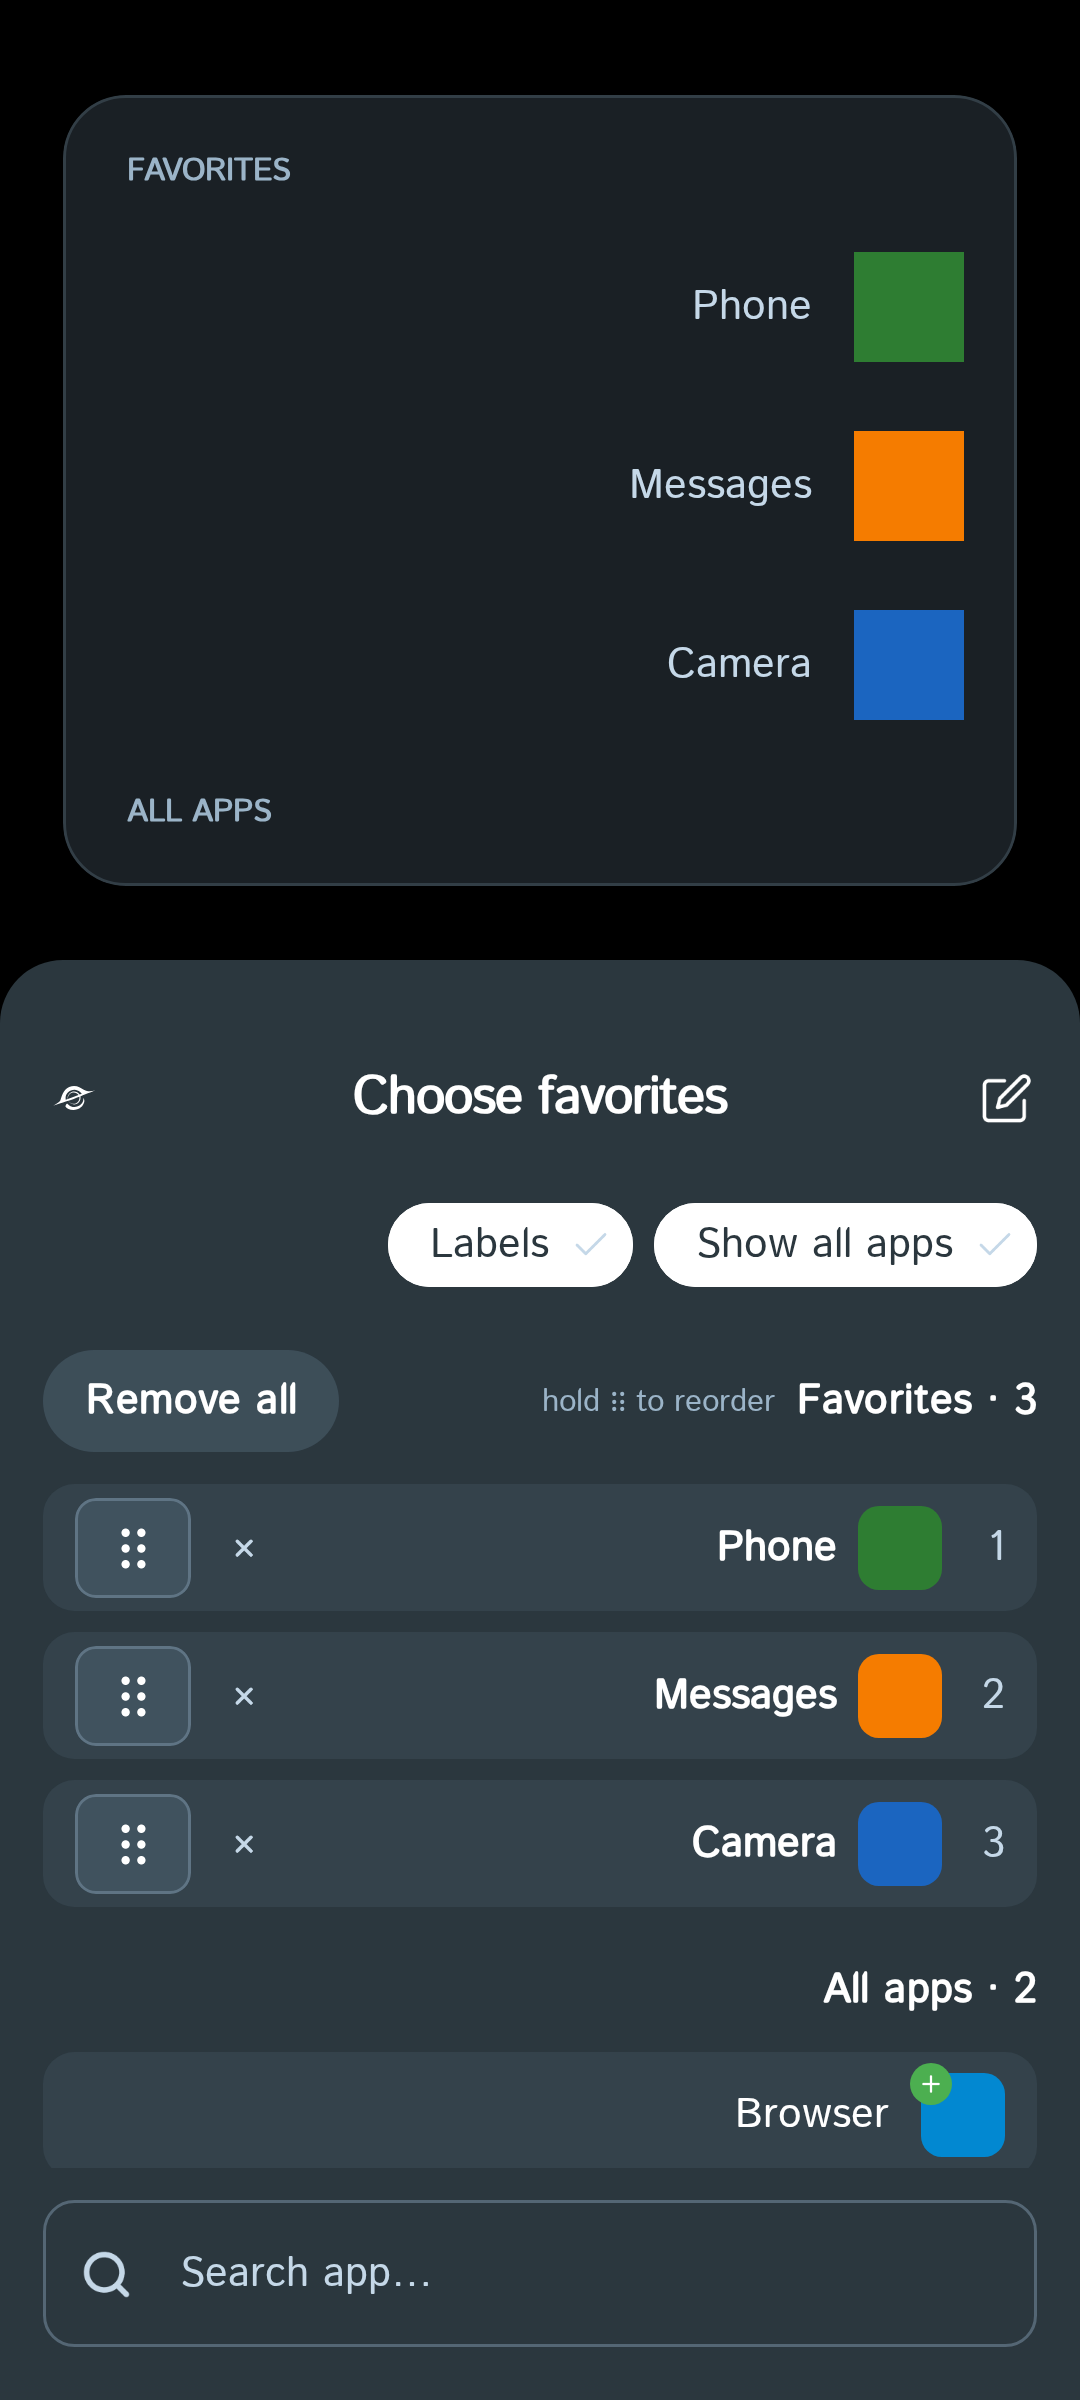 FAVORITES
Phone
Messages
Camera
ALL APPS
Choose favorites
Labels
Show all apps
Remove all
hold ⠿ to reorder
Favorites · 3
× Phone 1
× Messages 2
× Camera 3
All apps · 2
Browser
Search app...